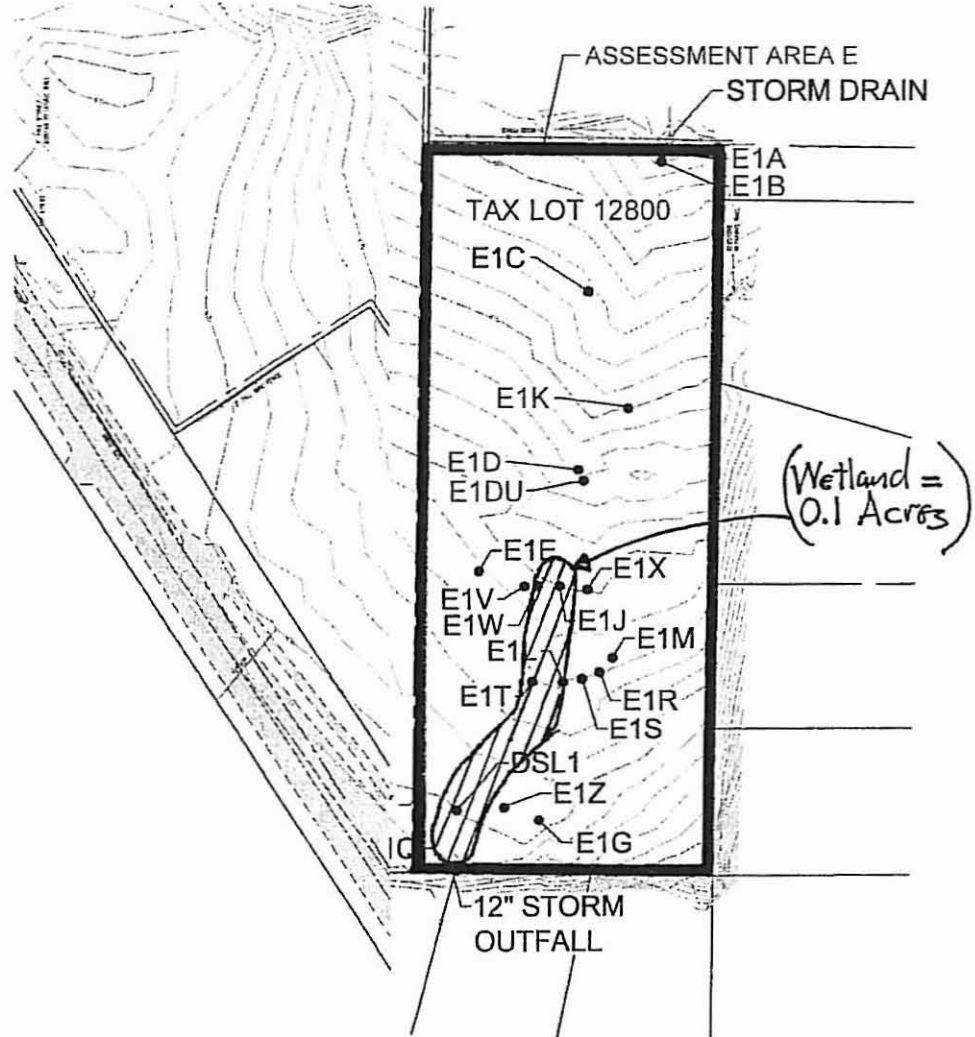 ASSESSMENT AREA E
STORM DRAIN
E1A
E1B
TAX LOT 12800
E1C
E1K
E1D
E1DU
(Wetland =
0.1 Acres)
E1E
E1X
E1V
E1W
E1J
E1M
E1
E1T
E1R
E1S
DSL1
E1Z
E1G
12" STORM
OUTFALL